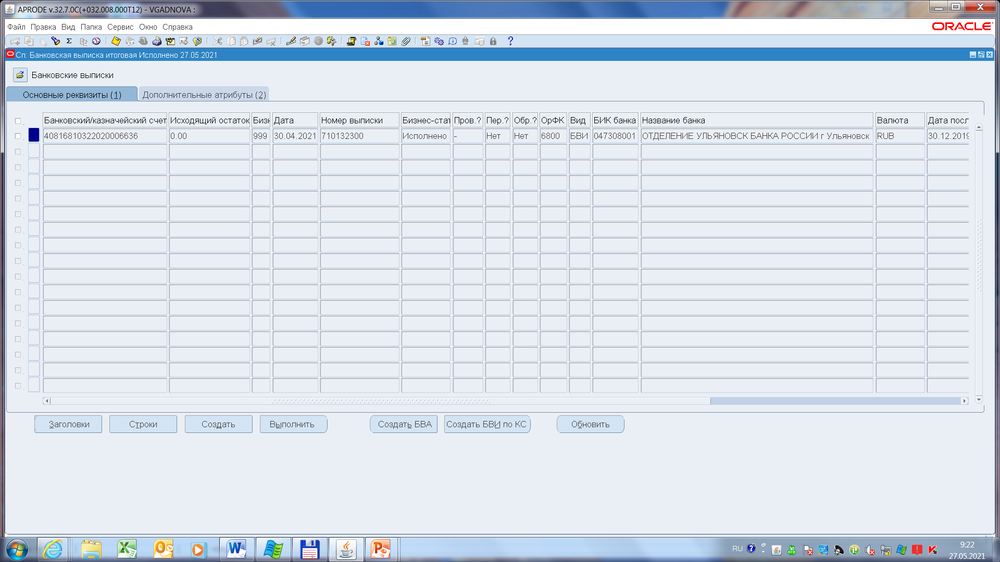 APRODE v.32.7.0C(+032.008.000T12) - VGADNOVA :
Файл Правка Вид Папка Сервис Окно Справка
ORACLE
Сп: Банковская выписка итоговая Исполнено 27.05.2021
Банковские выписки
Основные реквизиты (1) Дополнительные атрибуты (2)
Банковский/казначейский счет Исходящий остаток Бизн Дата Номер выписки Бизнес-стат Пров.? Пер.? Обр.? ОрФК Вид БИК банка Название банка Валюта Дата посл
40816810322020006636 0.00 999 30.04.2021 710132300 Исполнено - Нет Нет 6800 БВИ 047308001 ОТДЕЛЕНИЕ УЛЬЯНОВСК БАНКА РОССИИ г Ульяновск RUB 30.12.2019
Заголовки Строки Создать Выполнить Создать БВА Создать БВИ по КС Обновить
RU
9:22
27.05.2021